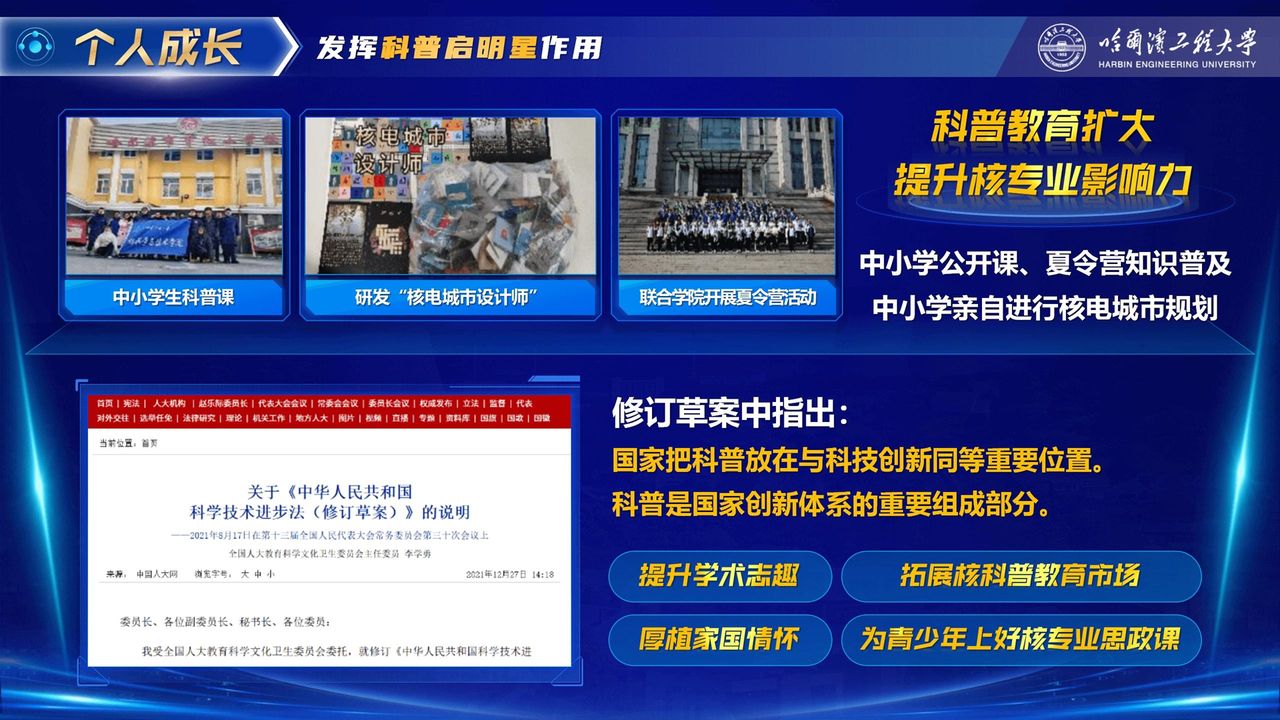 个人成长
发挥科普启明星作用
哈尔滨工程大学
HARBIN ENGINEERING UNIVERSITY
核电城市
设计师
中小学生科普课
研发“核电城市设计师”
联合学院开展夏令营活动
科普教育扩大
提升核专业影响力
中小学公开课、夏令营知识普及
中小学亲自进行核电城市规划
首页 | 宪法 | 人大机构 | 赵乐际委员长 | 代表大会会议 | 常委会会议 | 委员长会议 | 权威发布 | 立法 | 监督 | 代表
对外交往 | 选举任免 | 法律研究 | 理论 | 机关工作 | 地方人大 | 图片 | 视频 | 直播 | 专题 | 资料库 | 国旗 | 国歌 | 国徽
当前位置：首页
关于《中华人民共和国
科学技术进步法（修订草案）》的说明
——2021年8月17日在第十三届全国人民代表大会常务委员会第三十次会议上
全国人大教育科学文化卫生委员会主任委员 李学勇
来源： 中国人大网 浏览字号： 大 中 小 2021年12月27日 14:18
委员长、各位副委员长、秘书长、各位委员：
我受全国人大教育科学文化卫生委员会委托，就修订《中华人民共和国科学技术进
修订草案中指出：
国家把科普放在与科技创新同等重要位置。
科普是国家创新体系的重要组成部分。
提升学术志趣
拓展核科普教育市场
厚植家国情怀
为青少年上好核专业思政课